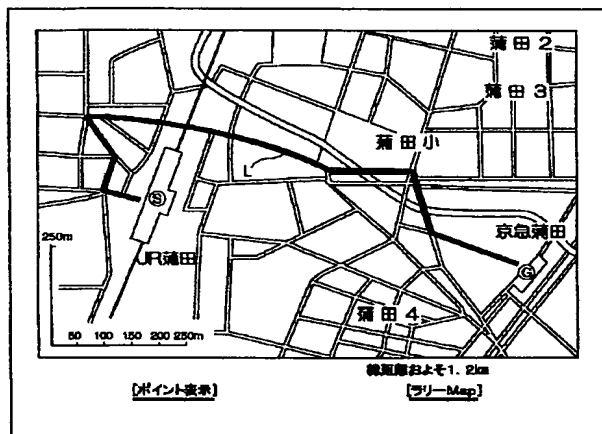 蒲田2
蒲田3
蒲田小
L
Ⓢ
京急蒲田
250m
JR蒲田
Ⓖ
蒲田4
50 100 150 200 250m
総距離およそ1.2km
[ポイント表示]
[ラリーMap]